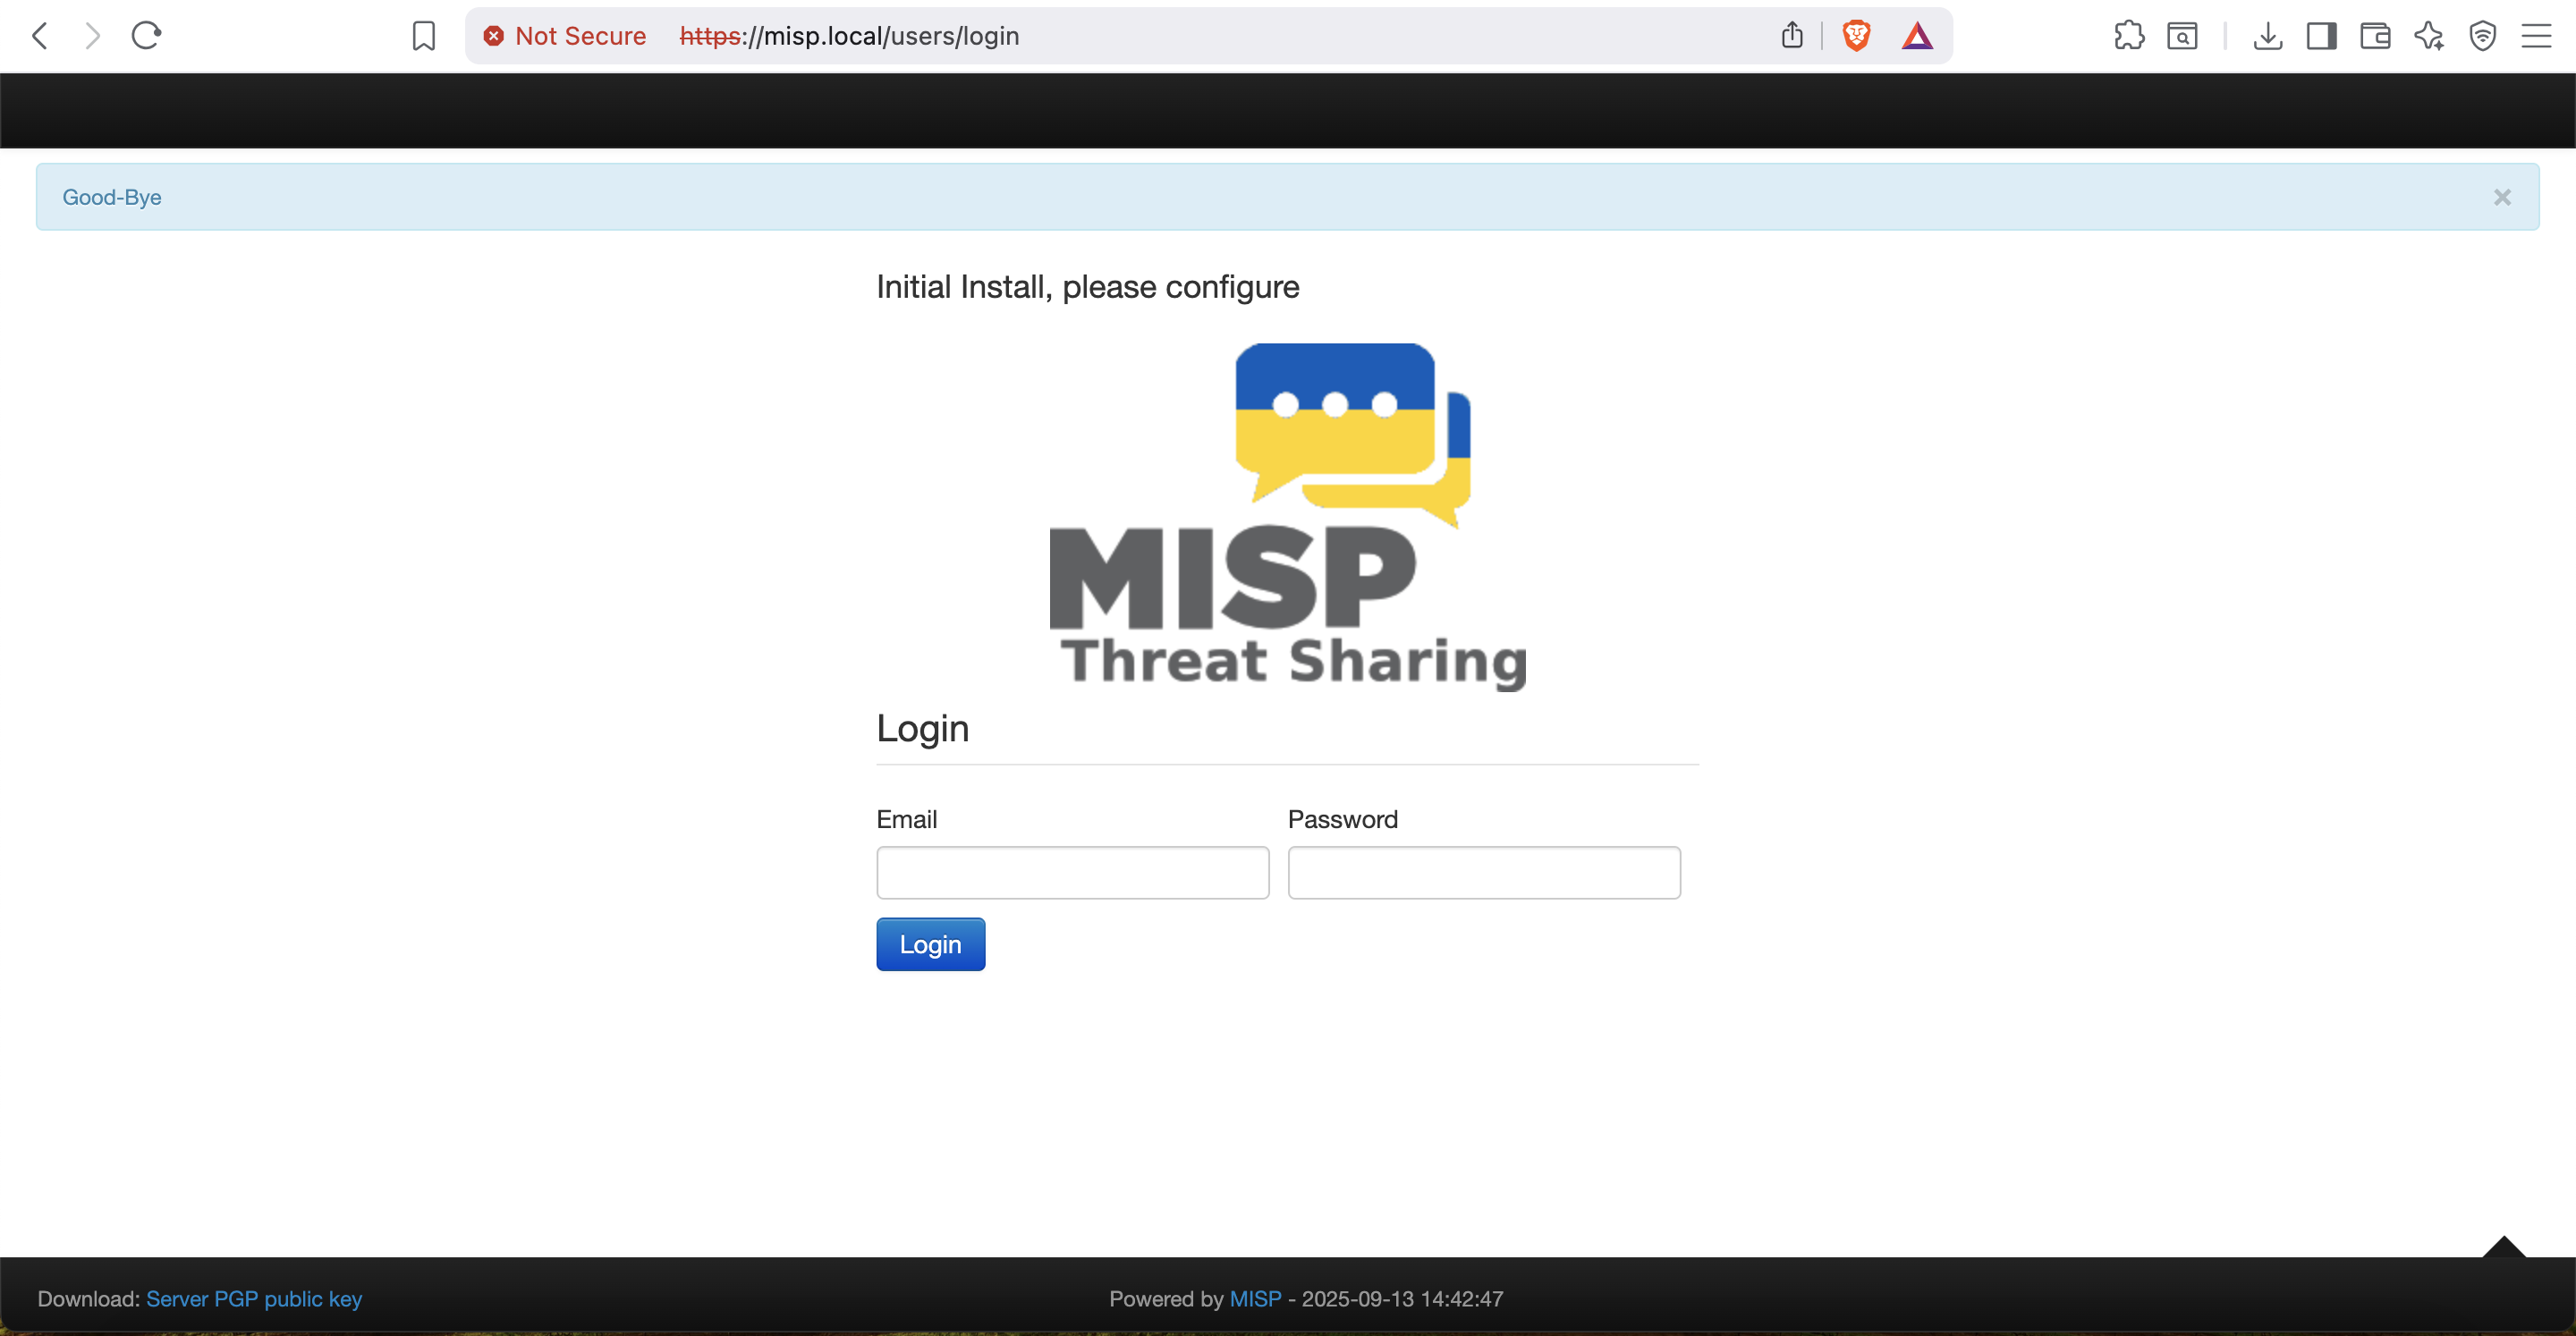 Not Secure https://misp.local/users/login
Good-Bye ×
Initial Install, please configure
MISP
Threat Sharing
Login
Email Password
Login
Download: Server PGP public key Powered by MISP - 2025-09-13 14:42:47